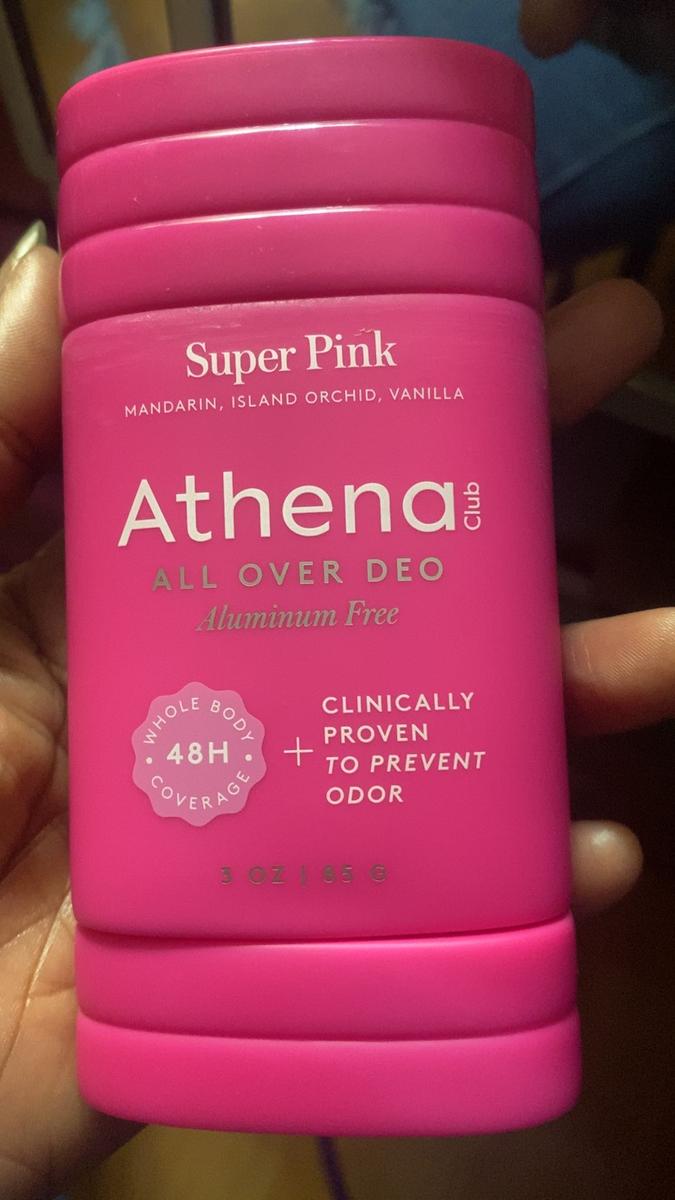 Super Pink
MANDARIN, ISLAND ORCHID, VANILLA
Athena Club
ALL OVER DEO
Aluminum Free
WHOLE BODY
48H
COVERAGE
+
CLINICALLY
PROVEN
TO PREVENT
ODOR
3 OZ | 85 G